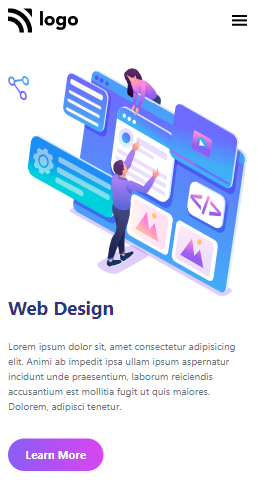 logo
Web Design
Lorem ipsum dolor sit, amet consectetur adipisicing
elit. Animi ab impedit ipsa ullam ipsum aspernatur
incidunt unde praesentium, laborum reiciendis
accusantium est mollitia fugit ut quis maiores.
Dolorem, adipisci tenetur.
Learn More